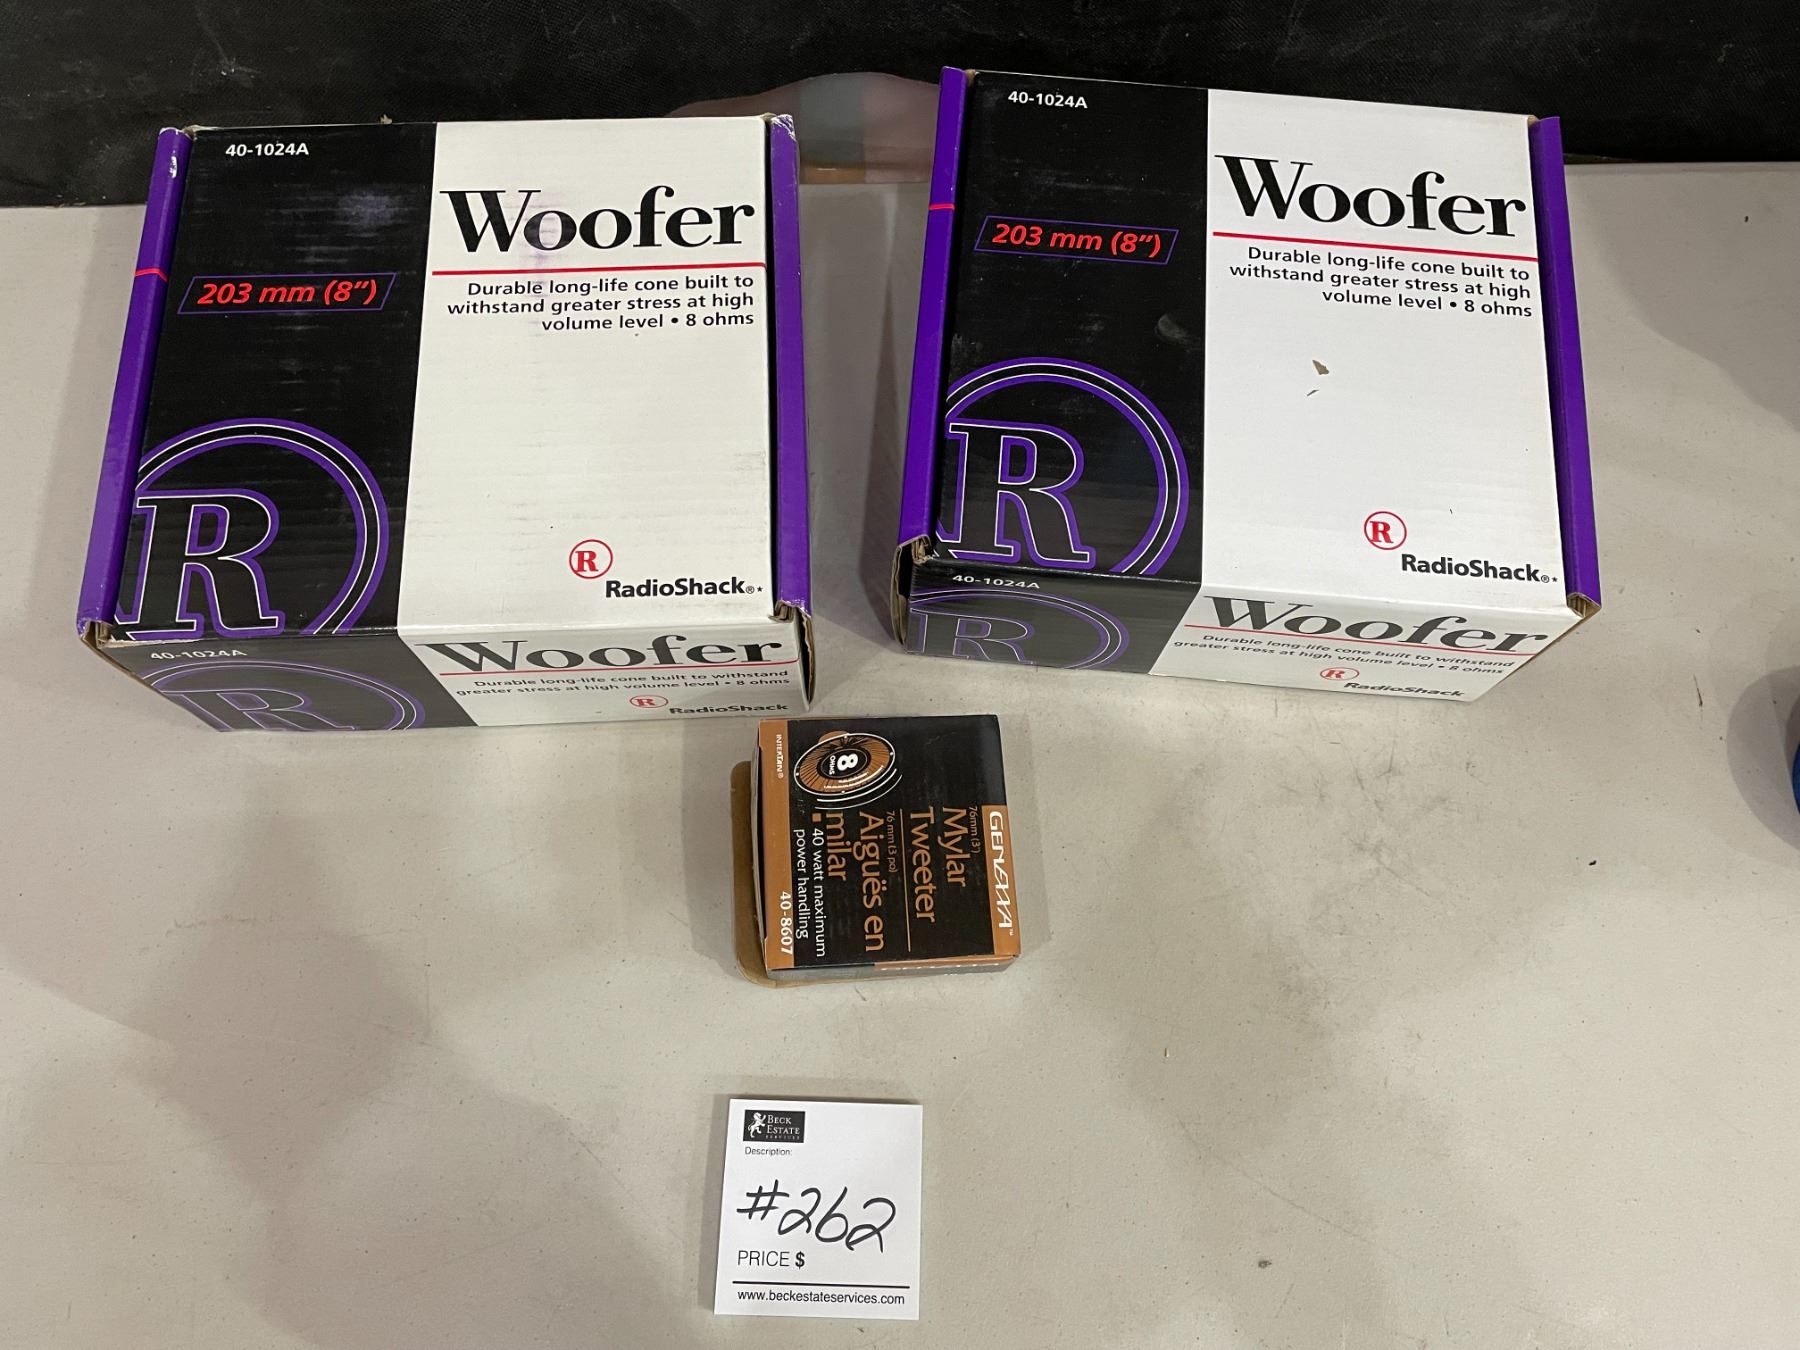 40-1024A
Woofer
203 mm (8")
Durable long-life cone built to
withstand greater stress at high
volume level • 8 ohms
R
R
RadioShack®*
40-1024A
Woofer
Durable long-life cone built to withstand
greater stress at high volume level • 8 ohms
R
R
RadioShack
40-1024A
Woofer
203 mm (8")
Durable long-life cone built to
withstand greater stress at high
volume level • 8 ohms
R
R
RadioShack®*
40-1024A
Woofer
Durable long-life cone built to withstand
greater stress at high volume level • 8 ohms
R
R
RadioShack
GENEXXA™
76mm (3")
Mylar
Tweeter
76 mm (3 po)
Aiguës en
milar
40 watt maximum
power handling
40-8607
8
OHMS
INTERTAN®
BECK
ESTATE
SERVICES
Description:
#262
PRICE $
www.beckestateservices.com